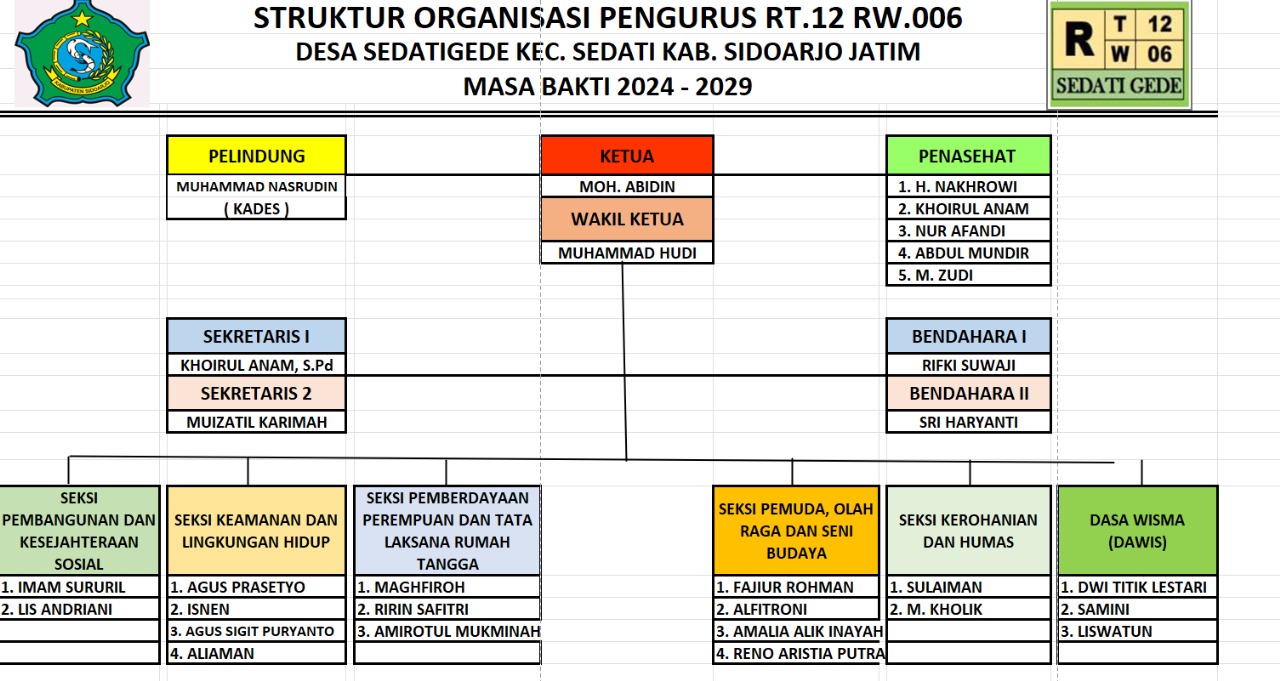 STRUKTUR ORGANISASI PENGURUS RT.12 RW.006
DESA SEDATIGEDE KEC. SEDATI KAB. SIDOARJO JATIM
MASA BAKTI 2024 - 2029
KABUPATEN SIDOARJO
R T 12
W 06
SEDATI GEDE
PELINDUNG
MUHAMMAD NASRUDIN
( KADES )
KETUA
MOH. ABIDIN
WAKIL KETUA
MUHAMMAD HUDI
PENASEHAT
1. H. NAKHROWI
2. KHOIRUL ANAM
3. NUR AFANDI
4. ABDUL MUNDIR
5. M. ZUDI
SEKRETARIS I
KHOIRUL ANAM, S.Pd
SEKRETARIS 2
MUIZATIL KARIMAH
BENDAHARA I
RIFKI SUWAJI
BENDAHARA II
SRI HARYANTI
SEKSI
PEMBANGUNAN DAN
KESEJAHTERAAN
SOSIAL
1. IMAM SURURIL
2. LIS ANDRIANI
SEKSI KEAMANAN DAN
LINGKUNGAN HIDUP
1. AGUS PRASETYO
2. ISNEN
3. AGUS SIGIT PURYANTO
4. ALIAMAN
SEKSI PEMBERDAYAAN
PEREMPUAN DAN TATA
LAKSANA RUMAH
TANGGA
1. MAGHFIROH
2. RIRIN SAFITRI
3. AMIROTUL MUKMINAH
SEKSI PEMUDA, OLAH
RAGA DAN SENI
BUDAYA
1. FAJIUR ROHMAN
2. ALFITRONI
3. AMALIA ALIK INAYAH
4. RENO ARISTIA PUTRA
SEKSI KEROHANIAN
DAN HUMAS
1. SULAIMAN
2. M. KHOLIK
DASA WISMA
(DAWIS)
1. DWI TITIK LESTARI
2. SAMINI
3. LISWATUN